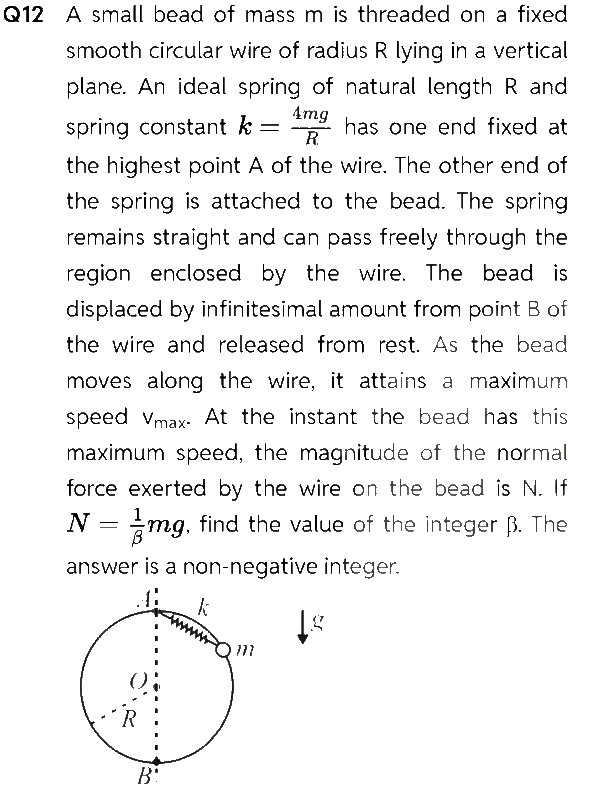 Q12 A small bead of mass m is threaded on a fixed
smooth circular wire of radius R lying in a vertical
plane. An ideal spring of natural length R and
spring constant k = 4mg/R has one end fixed at
the highest point A of the wire. The other end of
the spring is attached to the bead. The spring
remains straight and can pass freely through the
region enclosed by the wire. The bead is
displaced by infinitesimal amount from point B of
the wire and released from rest. As the bead
moves along the wire, it attains a maximum
speed vmax. At the instant the bead has this
maximum speed, the magnitude of the normal
force exerted by the wire on the bead is N. If
N = 1/β mg, find the value of the integer β. The
answer is a non-negative integer.
A
k
g
m
O
R
B